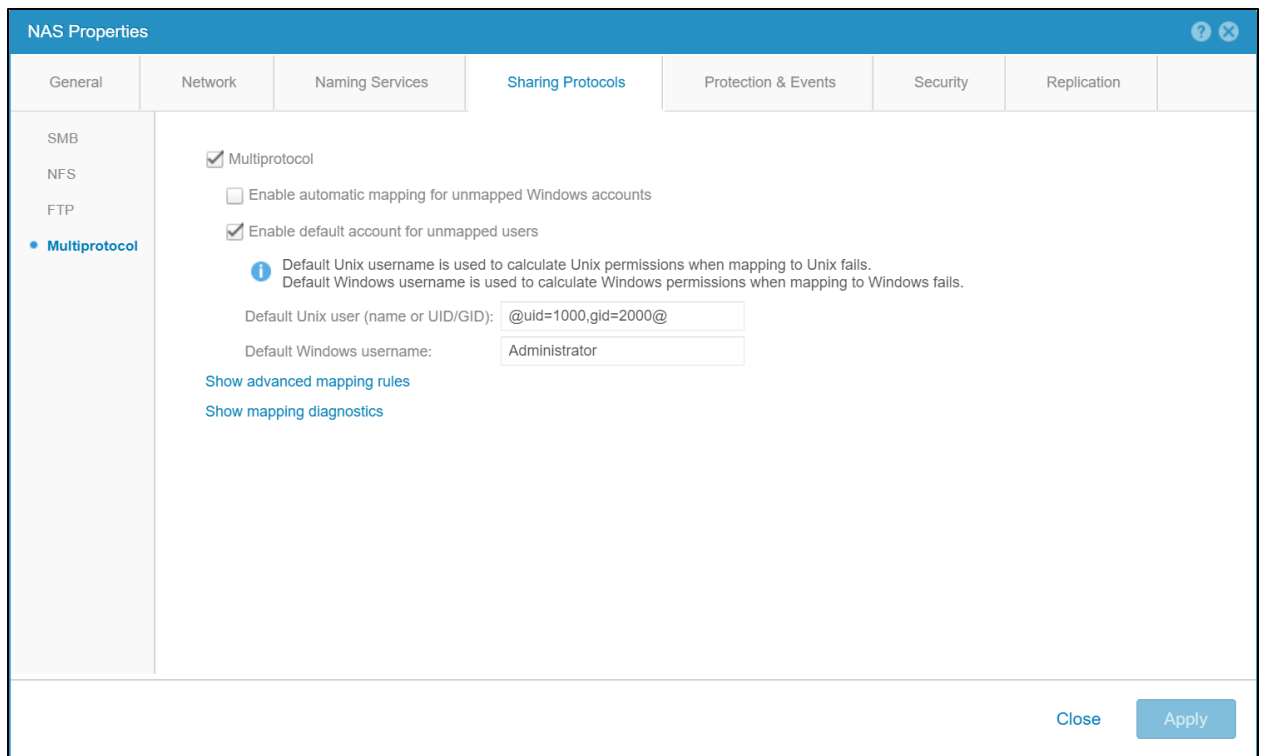 NAS Properties
General Network Naming Services Sharing Protocols Protection & Events Security Replication
SMB
NFS
FTP
Multiprotocol
Multiprotocol
Enable automatic mapping for unmapped Windows accounts
Enable default account for unmapped users
Default Unix username is used to calculate Unix permissions when mapping to Unix fails.
Default Windows username is used to calculate Windows permissions when mapping to Windows fails.
Default Unix user (name or UID/GID): @uid=1000,gid=2000@
Default Windows username: Administrator
Show advanced mapping rules
Show mapping diagnostics
Close Apply